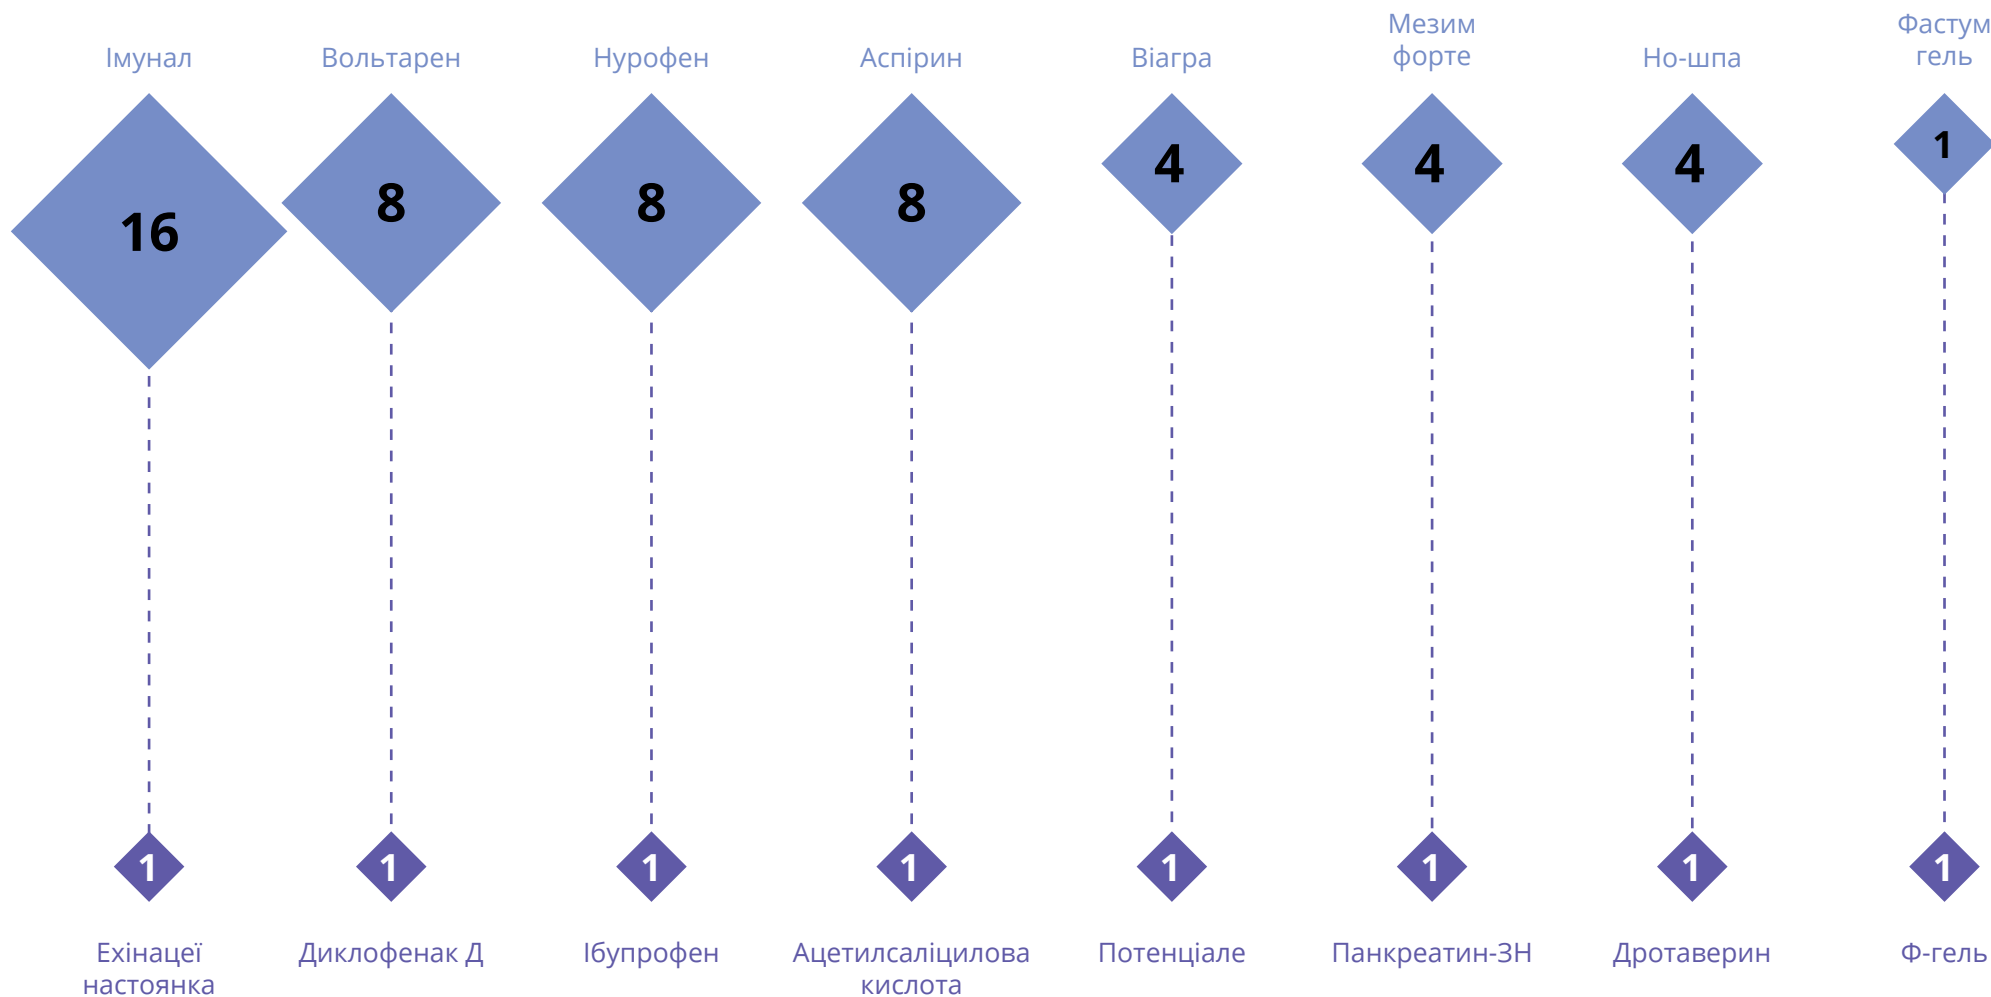 Імунал
Вольтарен
Нурофен
Аспірин
Віагра
Мезим
форте
Но-шпа
Фастум
гель
16
8
8
8
4
4
4
1
1
1
1
1
1
1
1
1
Ехінацеї
настоянка
Диклофенак Д
Ібупрофен
Ацетилсаліцилова
кислота
Потенціале
Панкреатин-ЗН
Дротаверин
Ф-гель